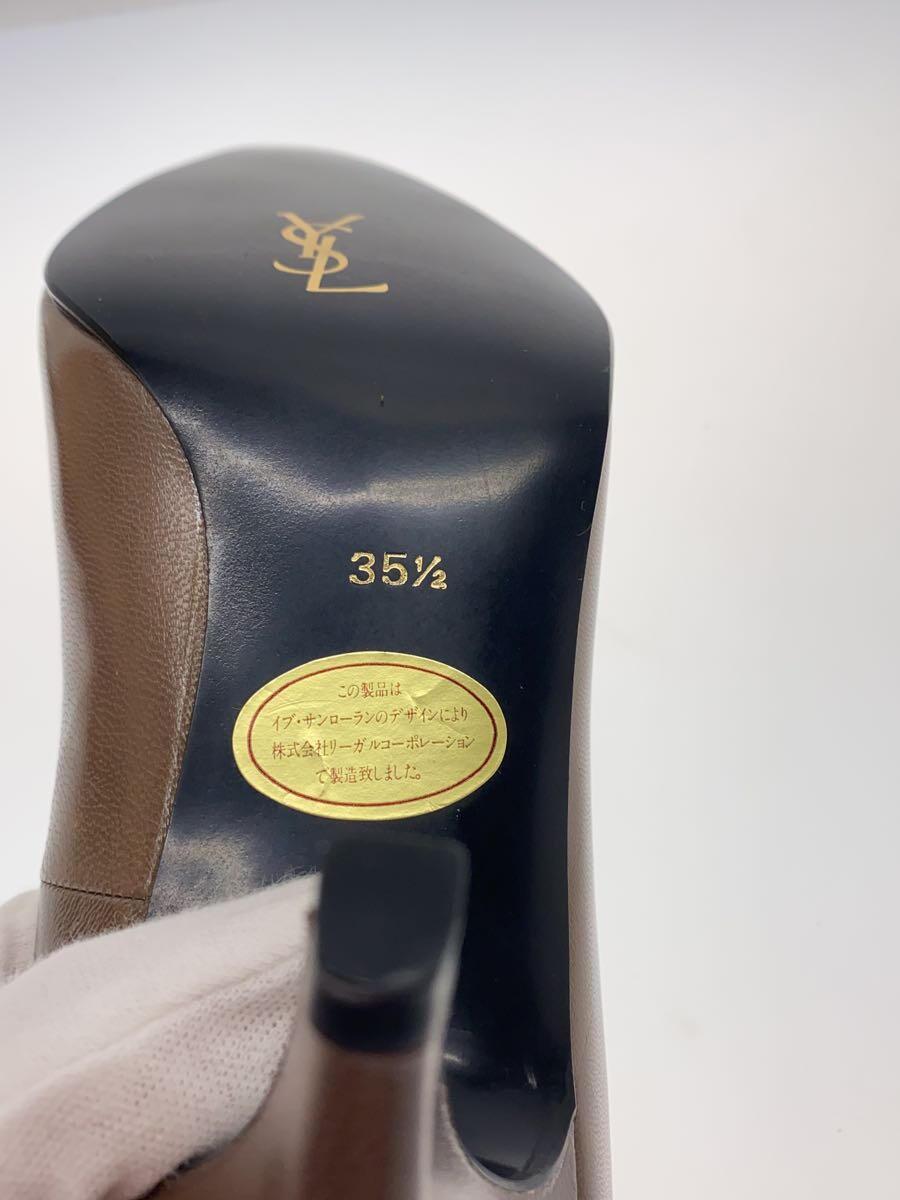 YSL
35½
この製品は
イブ・サンローランのデザインにより
株式会社リーガルコーポレーション
で製造致しました。